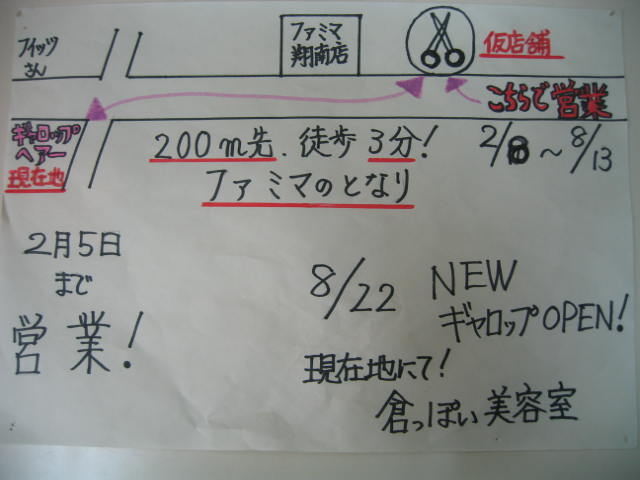 フィッツ
さん
ファミマ
翔南店
仮店舗
こちらで営業
ギャロップ
ヘアー
現在地
200m先.徒歩3分!
2/8～8/13
ファミマのとなり
2月5日
まで
営業!
8/22 NEW
ギャロップOPEN!
現在地にて!
倉っぽい美容室